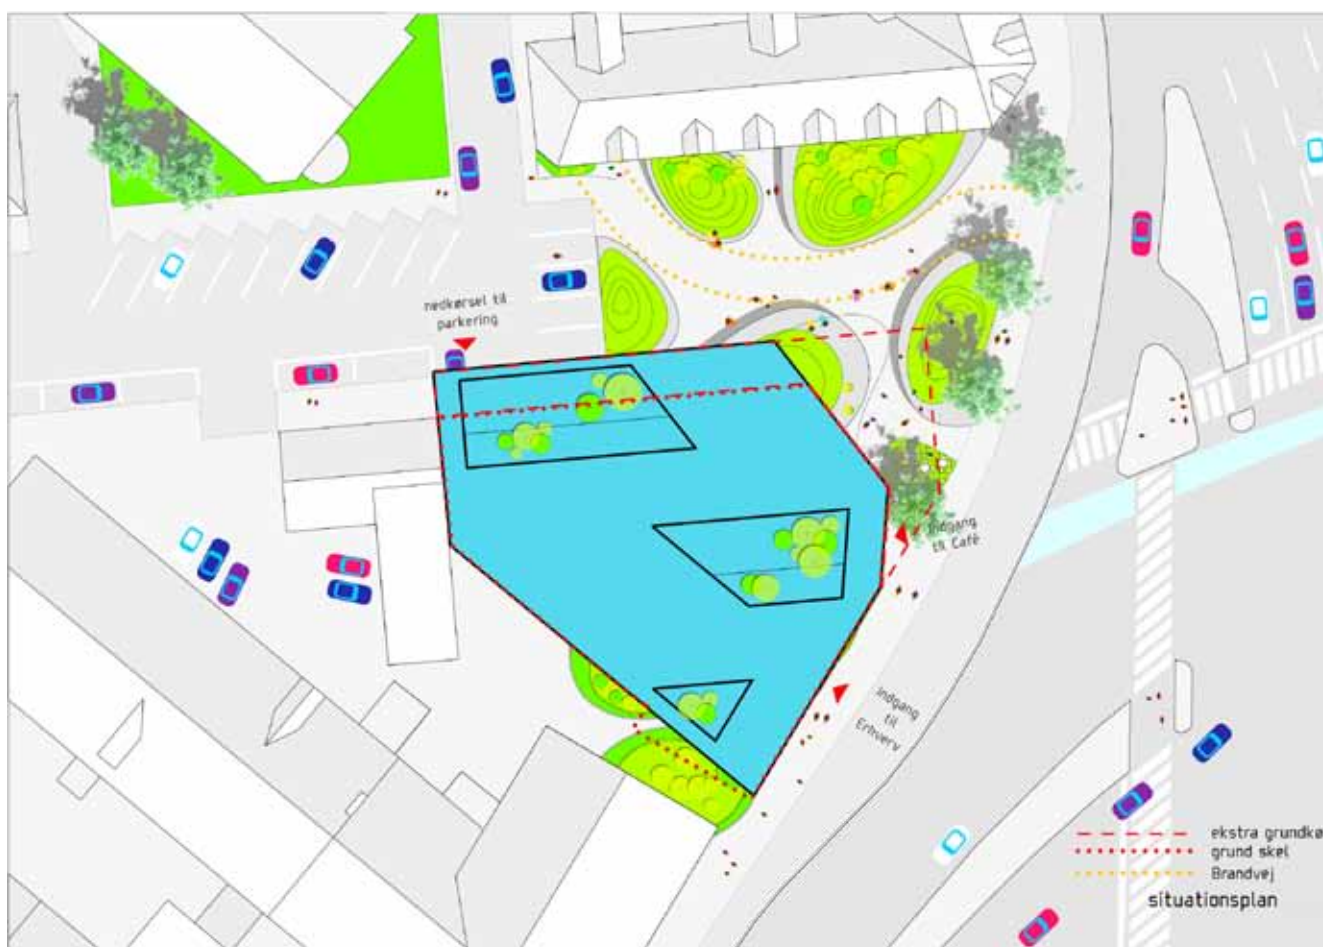 nedkørsel til
parkering
Indgang
til Café
Indgang
til
Erhverv
ekstra grundkø
grund skel
Brandvej
situationsplan